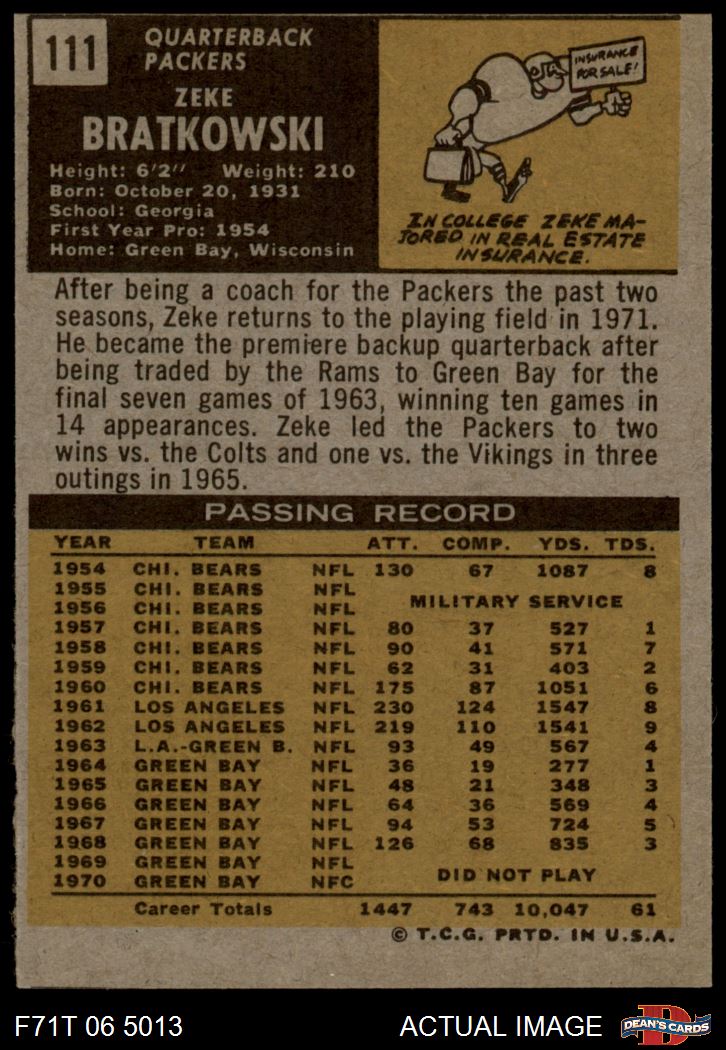 111
QUARTERBACK
PACKERS
ZEKE
BRATKOWSKI
Height: 6'2" Weight: 210
Born: October 20, 1931
School: Georgia
First Year Pro: 1954
Home: Green Bay, Wisconsin
INSURANCE
FOR SALE!
IN COLLEGE ZEKE MA-
JORED IN REAL ESTATE
INSURANCE.
After being a coach for the Packers the past two
seasons, Zeke returns to the playing field in 1971.
He became the premiere backup quarterback after
being traded by the Rams to Green Bay for the
final seven games of 1963, winning ten games in
14 appearances. Zeke led the Packers to two
wins vs. the Colts and one vs. the Vikings in three
outings in 1965.
PASSING RECORD
YEAR TEAM ATT. COMP. YDS. TDS.
1954 CHI. BEARS NFL 130 67 1087 8
1955 CHI. BEARS NFL
1956 CHI. BEARS NFL
MILITARY SERVICE
1957 CHI. BEARS NFL 80 37 527 1
1958 CHI. BEARS NFL 90 41 571 7
1959 CHI. BEARS NFL 62 31 403 2
1960 CHI. BEARS NFL 175 87 1051 6
1961 LOS ANGELES NFL 230 124 1547 8
1962 LOS ANGELES NFL 219 110 1541 9
1963 L.A.-GREEN B. NFL 93 49 567 4
1964 GREEN BAY NFL 36 19 277 1
1965 GREEN BAY NFL 48 21 348 3
1966 GREEN BAY NFL 64 36 569 4
1967 GREEN BAY NFL 94 53 724 5
1968 GREEN BAY NFL 126 68 835 3
1969 GREEN BAY NFL
1970 GREEN BAY NFC
DID NOT PLAY
Career Totals 1447 743 10,047 61
© T.C.G. PRTD. IN U.S.A.
F71T 06 5013 ACTUAL IMAGE
D
DEAN'S CARDS